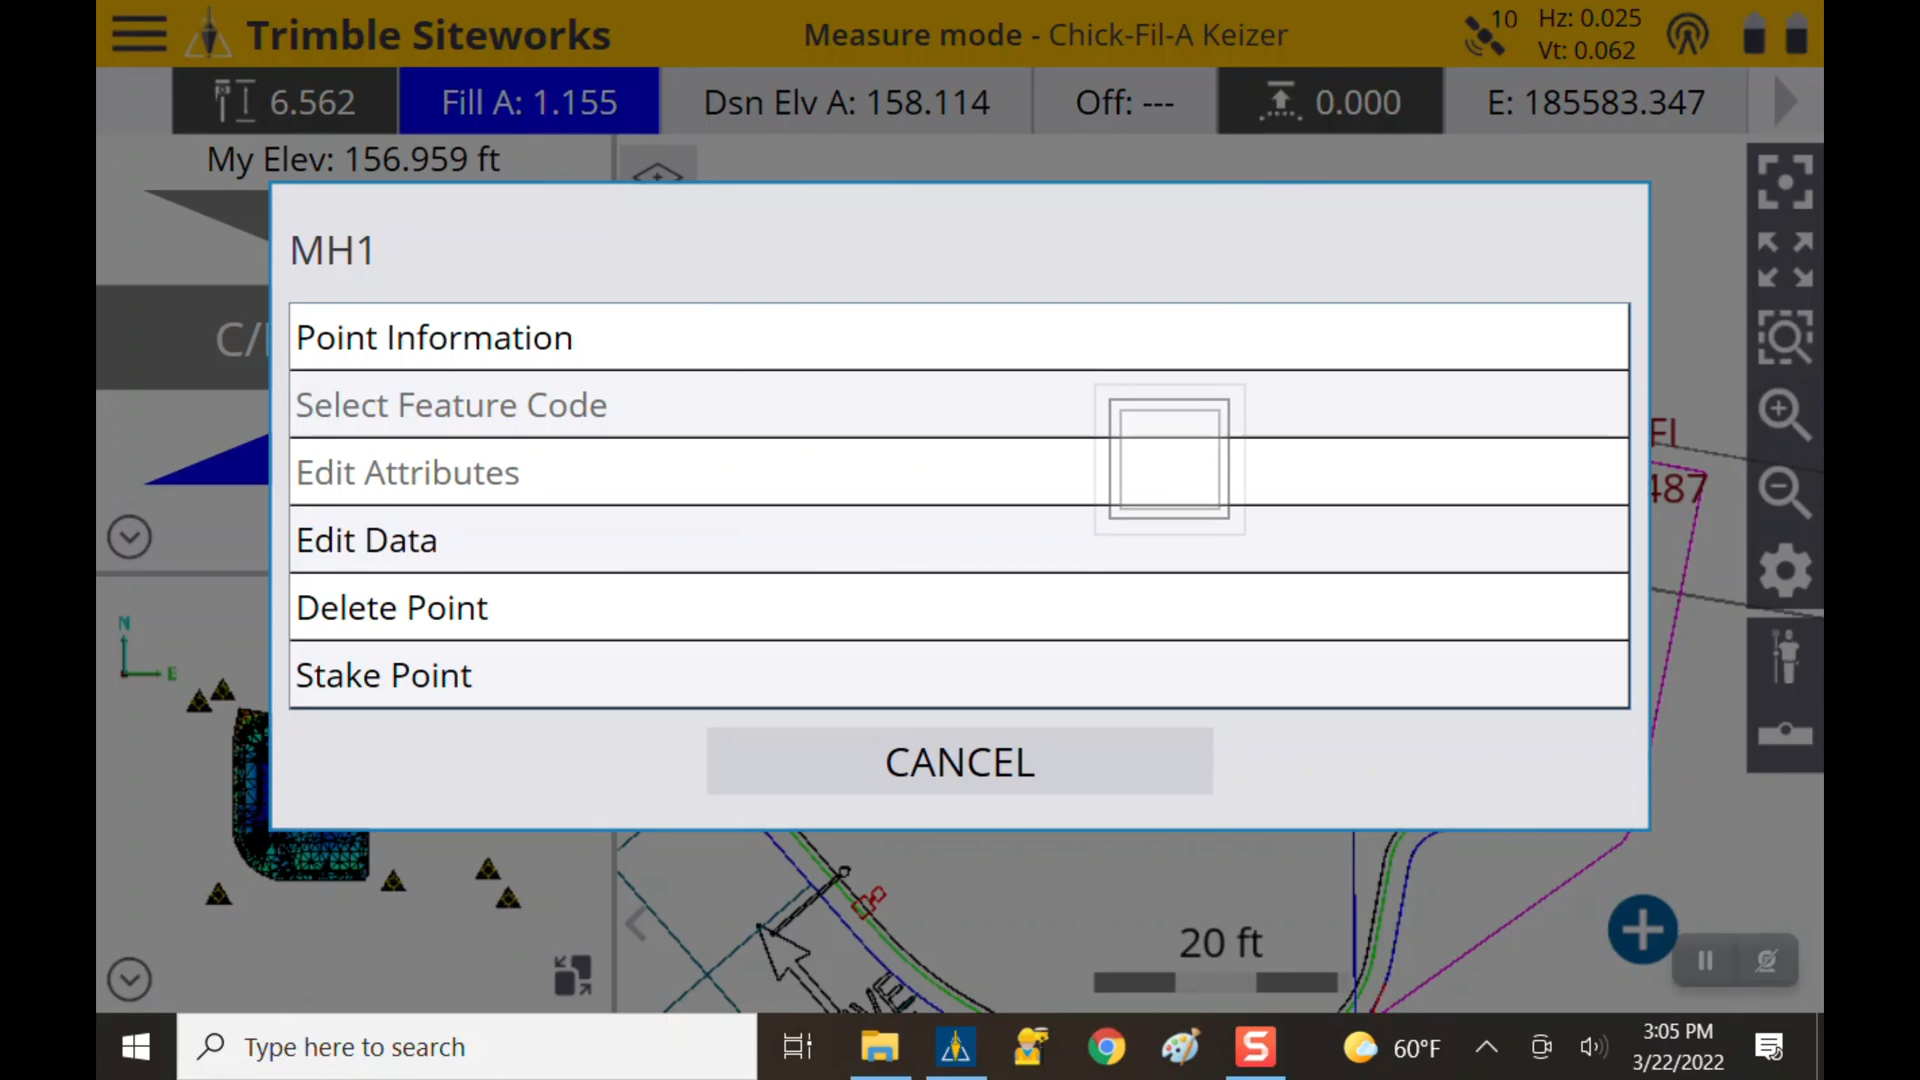 Trimble Siteworks
Measure mode - Chick-Fil-A Keizer
10
Hz: 0.025
Vt: 0.062
6.562
Fill A: 1.155
Dsn Elv A: 158.114
Off: ---
0.000
E: 185583.347
My Elev: 156.959 ft
MH1
Point Information
Select Feature Code
Edit Attributes
Edit Data
Delete Point
Stake Point
CANCEL
C/
FL
487
N
E
20 ft
Type here to search
S
60°F
3:05 PM
3/22/2022